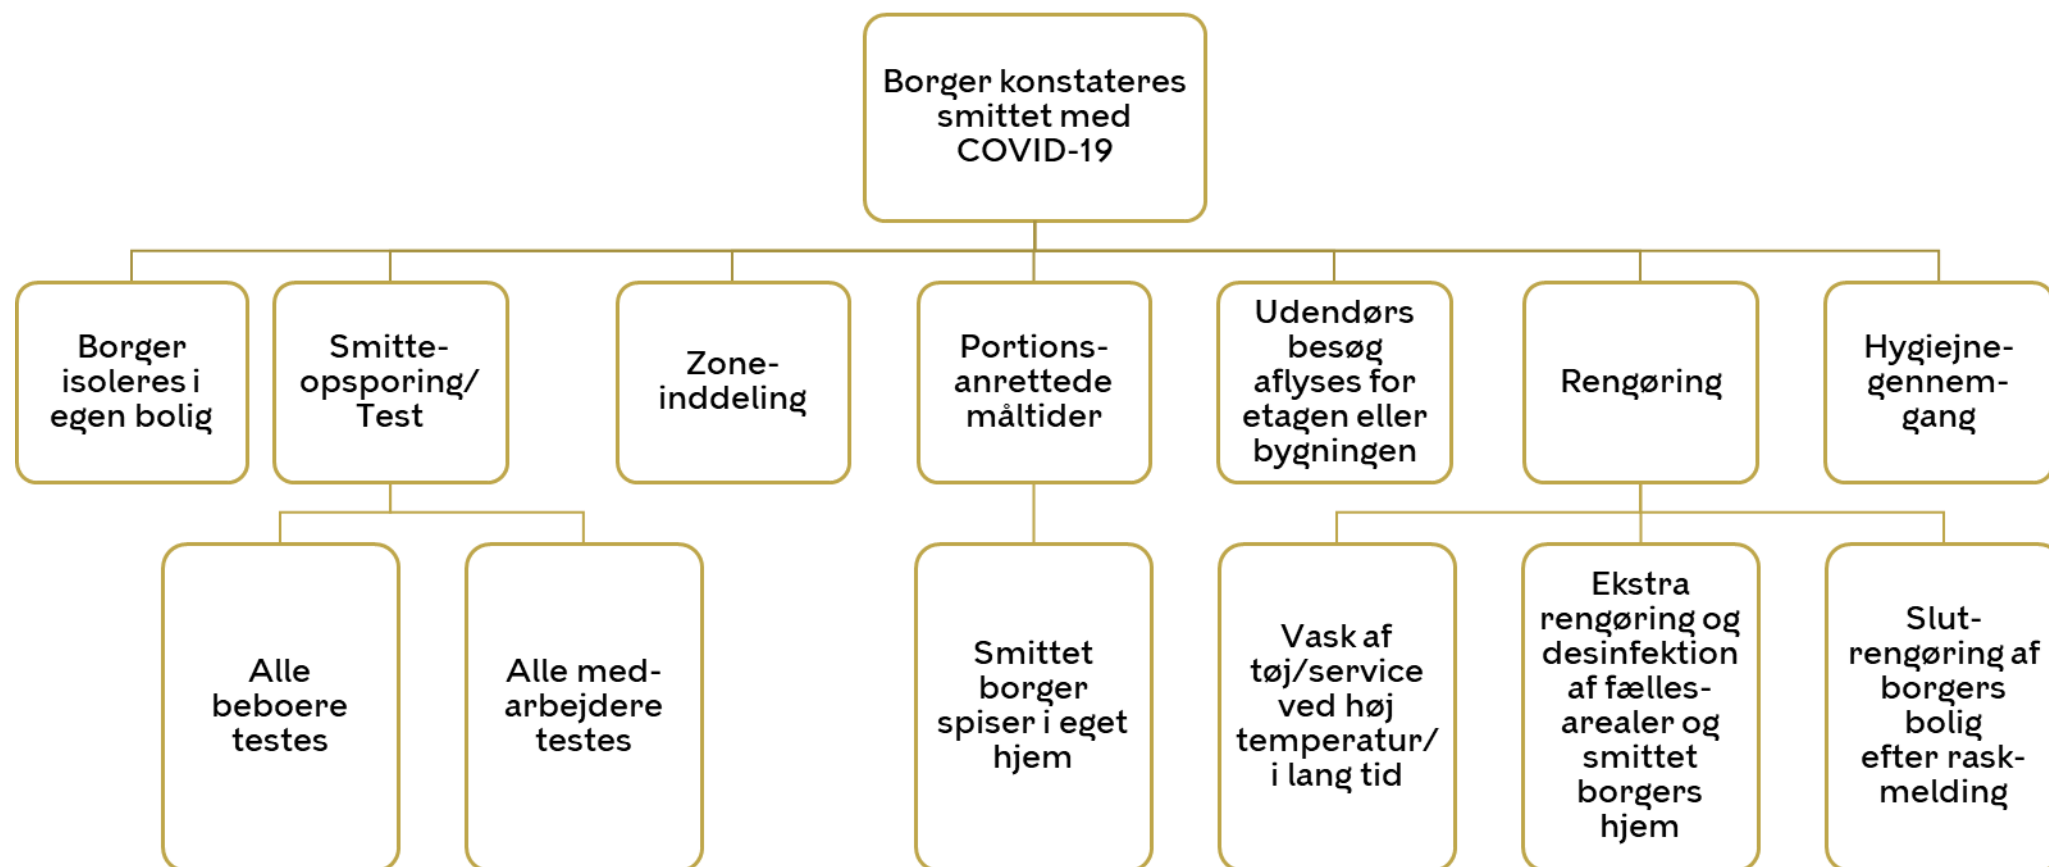 Borger konstateres
smittet med
COVID-19
Borger
isoleres i
egen bolig
Smitte-
opsporing/
Test
Zone-
inddeling
Portions-
anrettede
måltider
Udendørs
besøg
aflyses for
etagen eller
bygningen
Rengøring
Hygiejne-
gennem-
gang
Alle
beboere
testes
Alle med-
arbejdere
testes
Smittet
borger
spiser i eget
hjem
Vask af
tøj/service
ved høj
temperatur/
i lang tid
Ekstra
rengøring og
desinfektion
af fælles-
arealer og
smittet
borgers
hjem
Slut-
rengøring af
borgers
bolig
efter rask-
melding